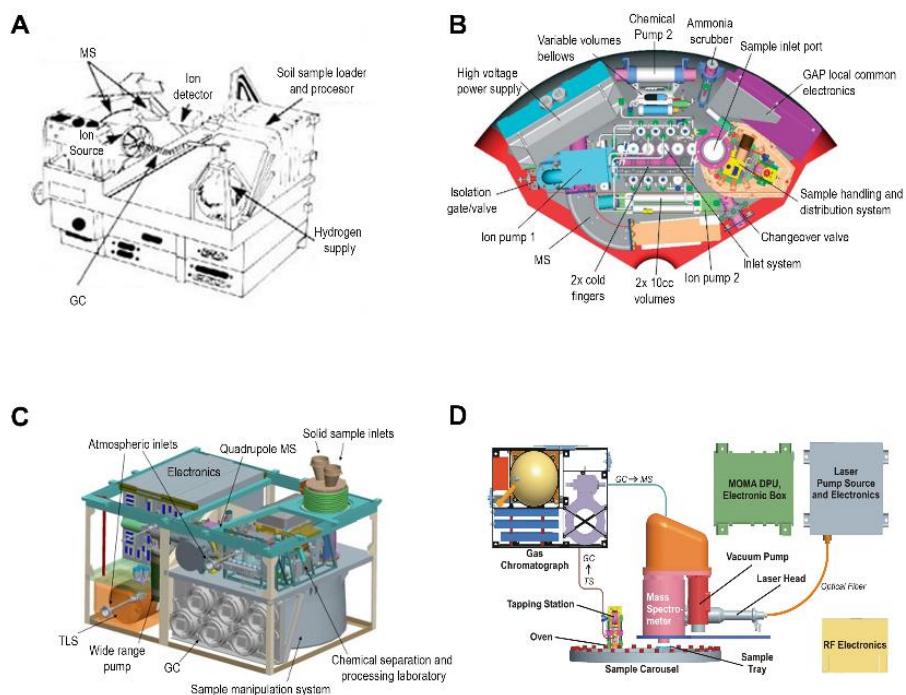 A
MS
Ion
detector
Soil sample loader
and procesor
Ion
Source
Hydrogen
supply
GC
B
Chemical
Pump 2
Ammonia
scrubber
Variable volumes
bellows
Sample inlet port
High voltage
power supply
GAP local common
electronics
Isolation
gate/valve
Sample handling and
distribution system
Ion pump 1
Changeover valve
MS
Inlet system
2x cold
fingers
2x 10cc
volumes
Ion pump 2
C
Solid sample inlets
Atmospheric inlets
Quadrupole MS
Electronics
TLS
Wide range
pump
GC
Chemical separation and
processing laboratory
Sample manipulation system
D
GC → MS
MOMA DPU,
Electronic Box
Laser
Pump Source
and Electronics
Gas
Chromatograph
GC
↑
TS
Vacuum Pump
Laser Head
Optical Fiber
Tapping Station
Mass
Spectro-
meter
Oven
Sample Carousel
Sample
Tray
RF Electronics